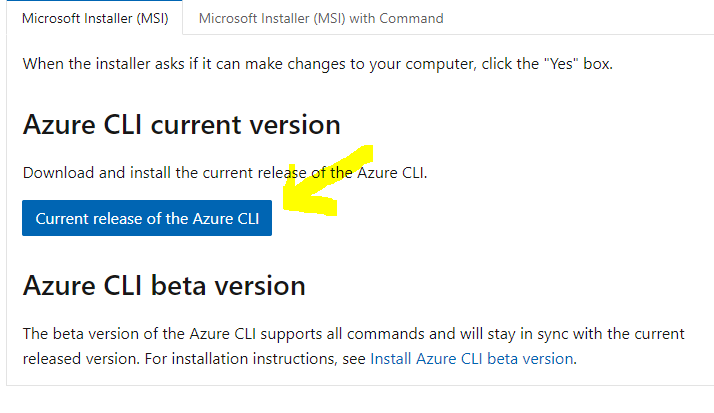 Microsoft Installer (MSI)
Microsoft Installer (MSI) with Command
When the installer asks if it can make changes to your computer, click the "Yes" box.
Azure CLI current version
Download and install the current release of the Azure CLI.
Current release of the Azure CLI
Azure CLI beta version
The beta version of the Azure CLI supports all commands and will stay in sync with the current
released version. For installation instructions, see Install Azure CLI beta version.